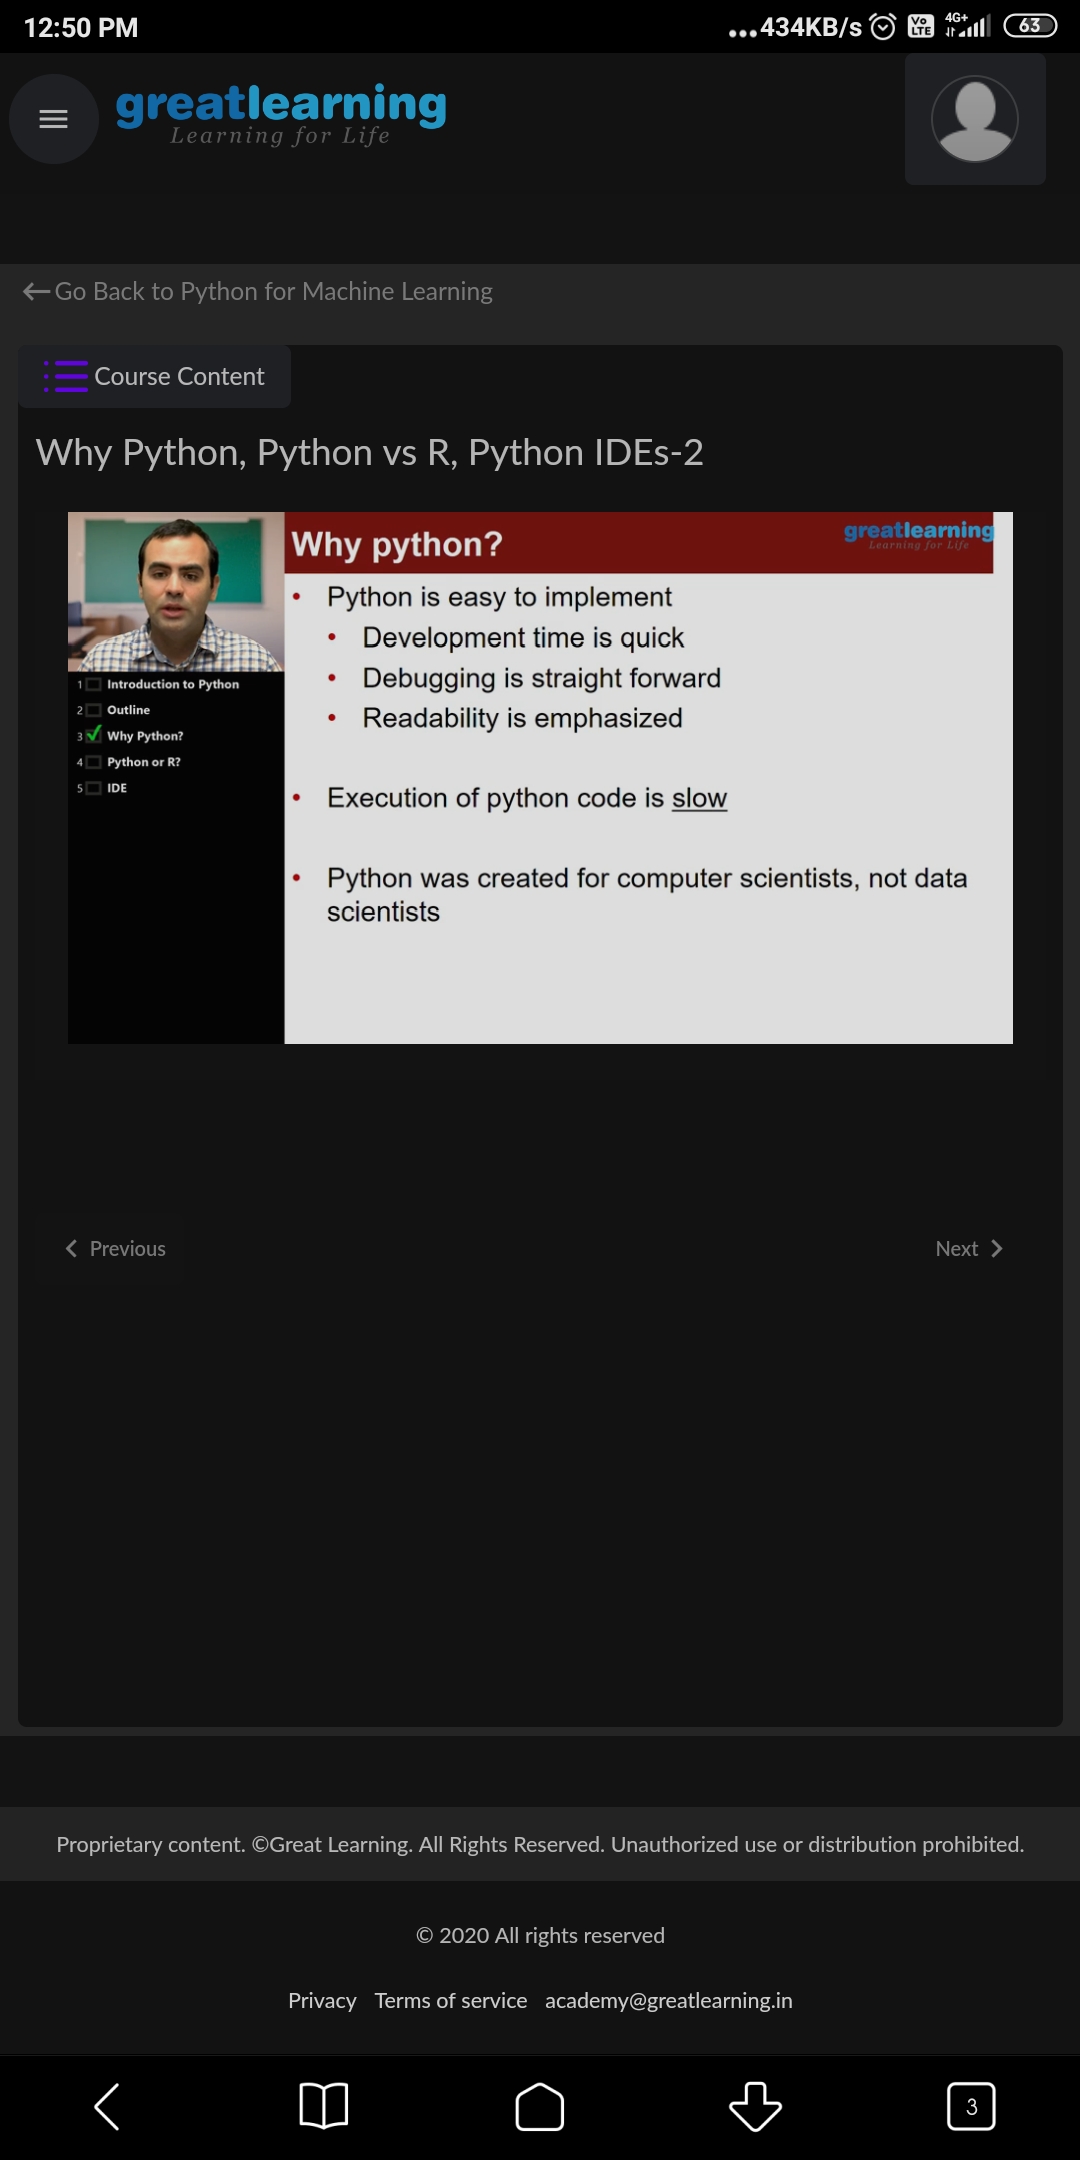 12:50 PM
...434KB/s
Vo
LTE
4G+
63
greatlearning
Learning for Life
Go Back to Python for Machine Learning
Course Content
Why Python, Python vs R, Python IDEs-2
Why python?
greatlearning
Learning for Life
• Python is easy to implement
• Development time is quick
• Debugging is straight forward
• Readability is emphasized
• Execution of python code is slow
• Python was created for computer scientists, not data
scientists
1 Introduction to Python
2 Outline
3 Why Python?
4 Python or R?
5 IDE
Previous
Next
Proprietary content. ©Great Learning. All Rights Reserved. Unauthorized use or distribution prohibited.
© 2020 All rights reserved
Privacy Terms of service academy@greatlearning.in
3